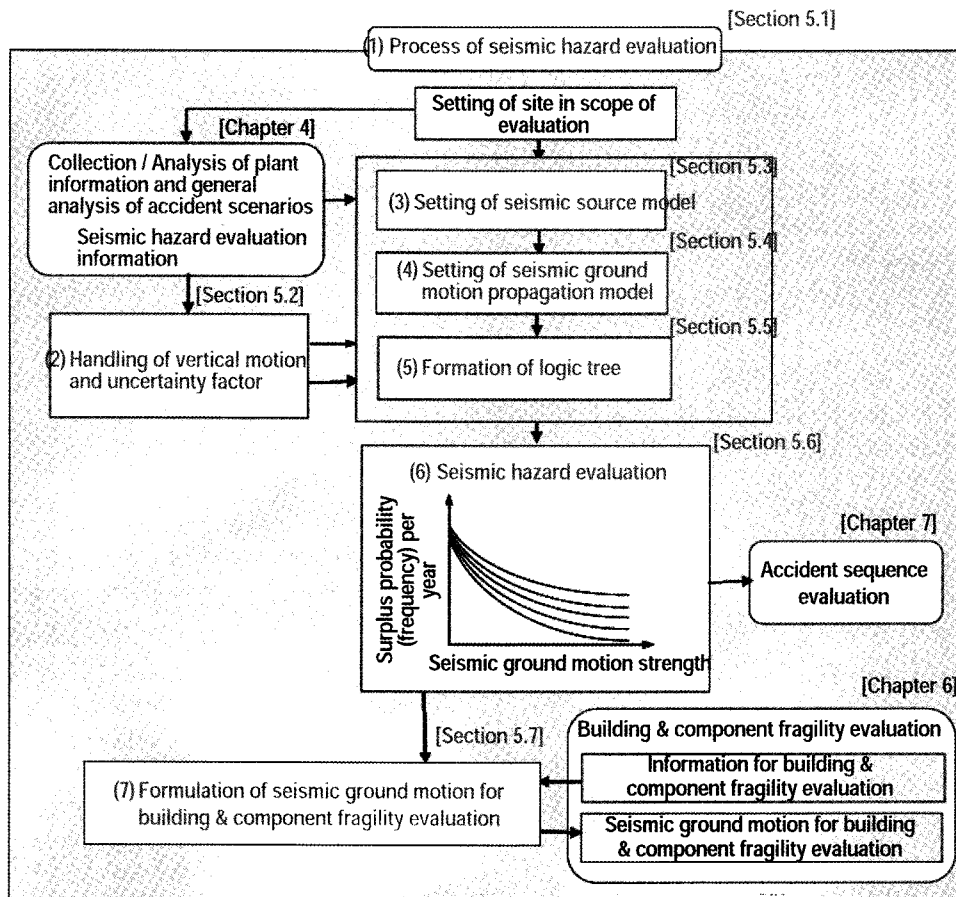 [Section 5.1]
(1) Process of seismic hazard evaluation
Setting of site in scope of
evaluation
[Chapter 4]
Collection / Analysis of plant
information and general
analysis of accident scenarios
Seismic hazard evaluation
information
[Section 5.3]
(3) Setting of seismic source model
[Section 5.4]
(4) Setting of seismic ground
motion propagation model
[Section 5.2]
(2) Handling of vertical motion
and uncertainty factor
[Section 5.5]
(5) Formation of logic tree
[Section 5.6]
(6) Seismic hazard evaluation
Surplus probability
(frequency) per
year
Seismic ground motion strength
[Chapter 7]
Accident sequence
evaluation
[Chapter 6]
[Section 5.7]
(7) Formulation of seismic ground motion for
building & component fragility evaluation
Building & component fragility evaluation
Information for building &
component fragility evaluation
Seismic ground motion for building
& component fragility evaluation